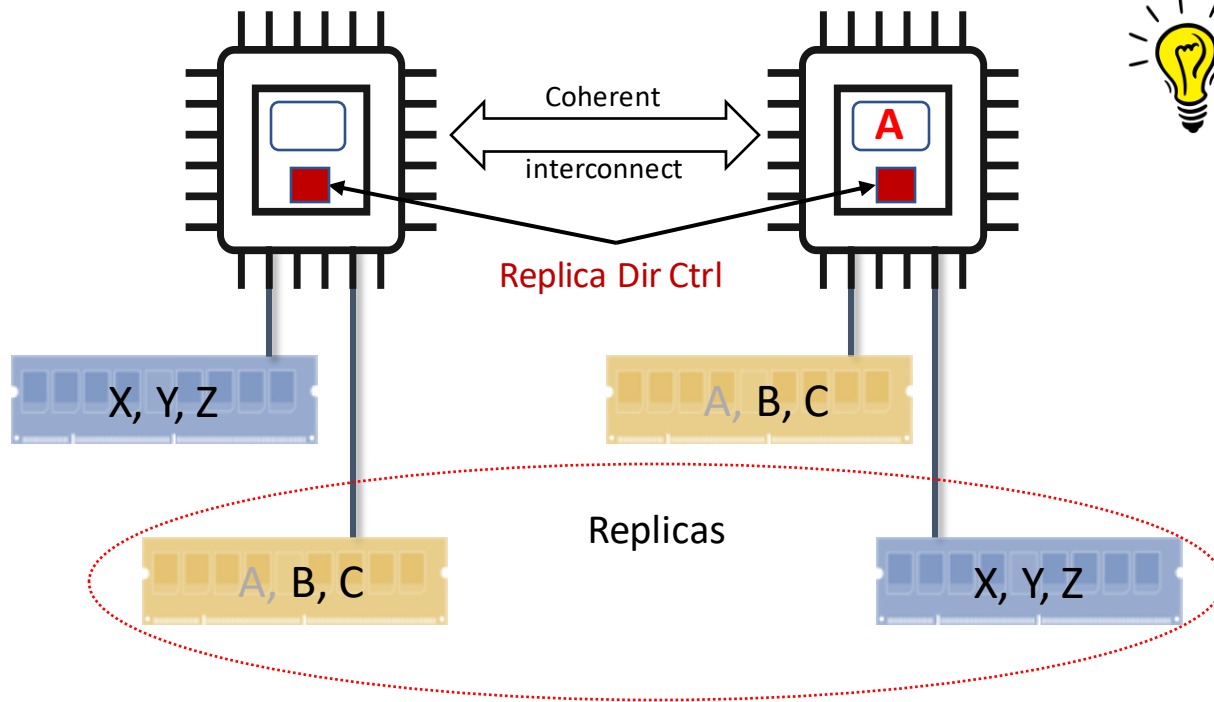 Coherent
interconnect
A
Replica Dir Ctrl
X, Y, Z
A, B, C
Replicas
A, B, C
X, Y, Z